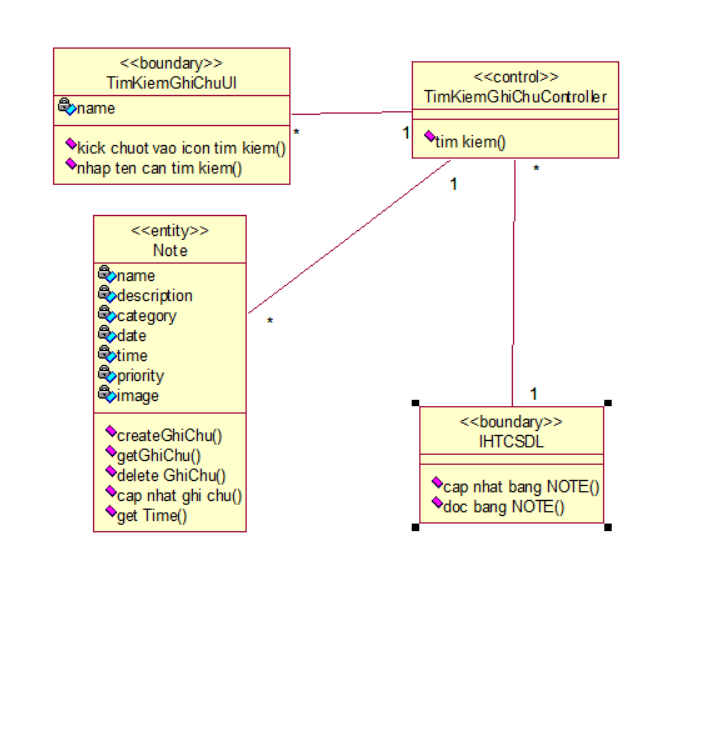 <<boundary>>
TimKiemGhiChuUI
name
kick chuot vao icon tim kiem()
nhap ten can tim kiem()
<<control>>
TimKiemGhiChuController
tim kiem()
*
1
1
*
<<entity>>
Note
name
description
category
date
time
priority
image
createGhiChu()
getGhiChu()
delete GhiChu()
cap nhat ghi chu()
get Time()
*
1
<<boundary>>
IHTCSDL
cap nhat bang NOTE()
doc bang NOTE()